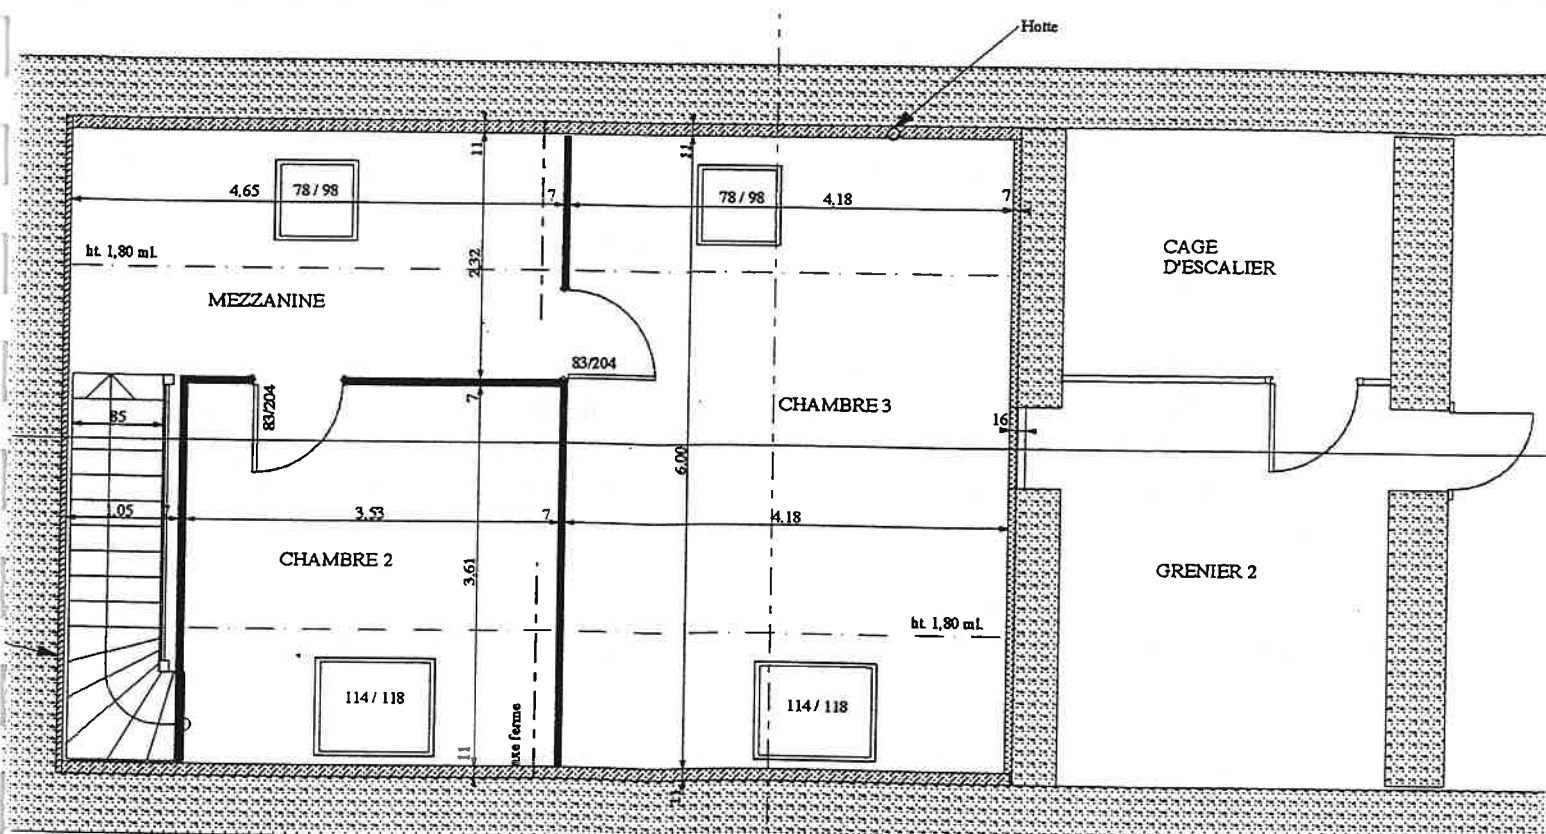 Hotte
11
11
4.65
78 / 98
7
78 / 98
4.18
7
ht. 1,80 ml.
2.32
CAGE
D'ESCALIER
MEZZANINE
83/204
83/204
7
CHAMBRE 3
85
16
6.00
1.05
7
3.53
7
4.18
CHAMBRE 2
3.61
GRENIER 2
ht. 1,80 ml.
114 / 118
114 / 118
axe ferme
11
11